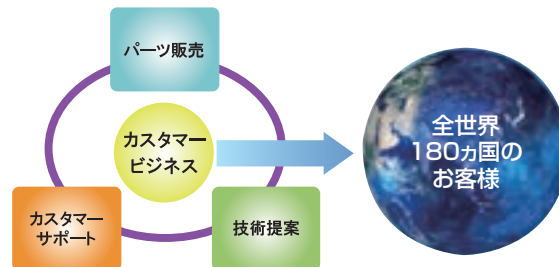 パーツ販売
カスタマー
ビジネス
全世界
180ヵ国の
お客様
カスタマー
サポート
技術提案